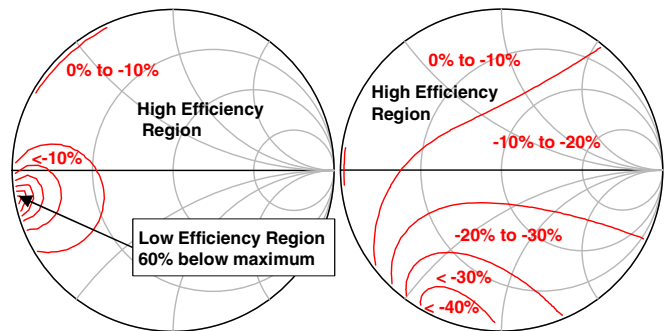 0% to -10%
High Efficiency
Region
<-10%
Low Efficiency Region
60% below maximum
0% to -10%
High Efficiency
Region
-10% to -20%
-20% to -30%
< -30%
< -40%